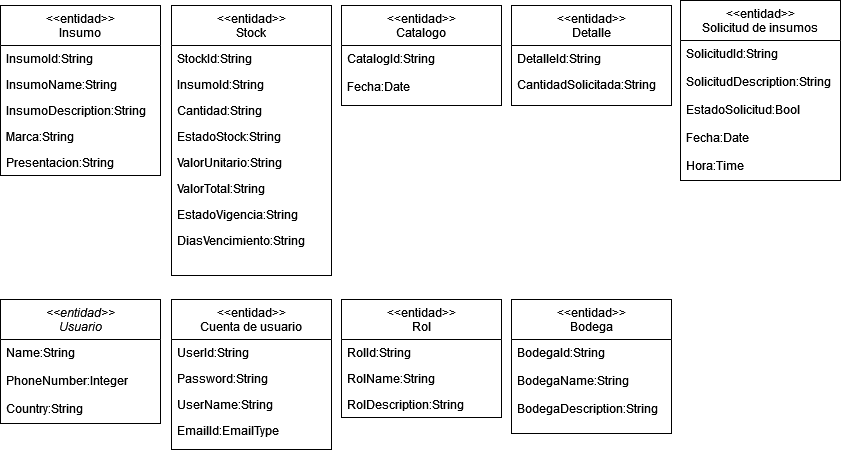 <<entidad>>
Insumo
InsumoId:String
InsumoName:String
InsumoDescription:String
Marca:String
Presentacion:String
<<entidad>>
Stock
StockId:String
InsumoId:String
Cantidad:String
EstadoStock:String
ValorUnitario:String
ValorTotal:String
EstadoVigencia:String
DiasVencimiento:String
<<entidad>>
Catalogo
CatalogId:String
Fecha:Date
<<entidad>>
Detalle
DetalleId:String
CantidadSolicitada:String
<<entidad>>
Solicitud de insumos
SolicitudId:String
SolicitudDescription:String
EstadoSolicitud:Bool
Fecha:Date
Hora:Time
<<entidad>>
Usuario
Name:String
PhoneNumber:Integer
Country:String
<<entidad>>
Cuenta de usuario
UserId:String
Password:String
UserName:String
EmailId:EmailType
<<entidad>>
Rol
RolId:String
RolName:String
RolDescription:String
<<entidad>>
Bodega
BodegaId:String
BodegaName:String
BodegaDescription:String